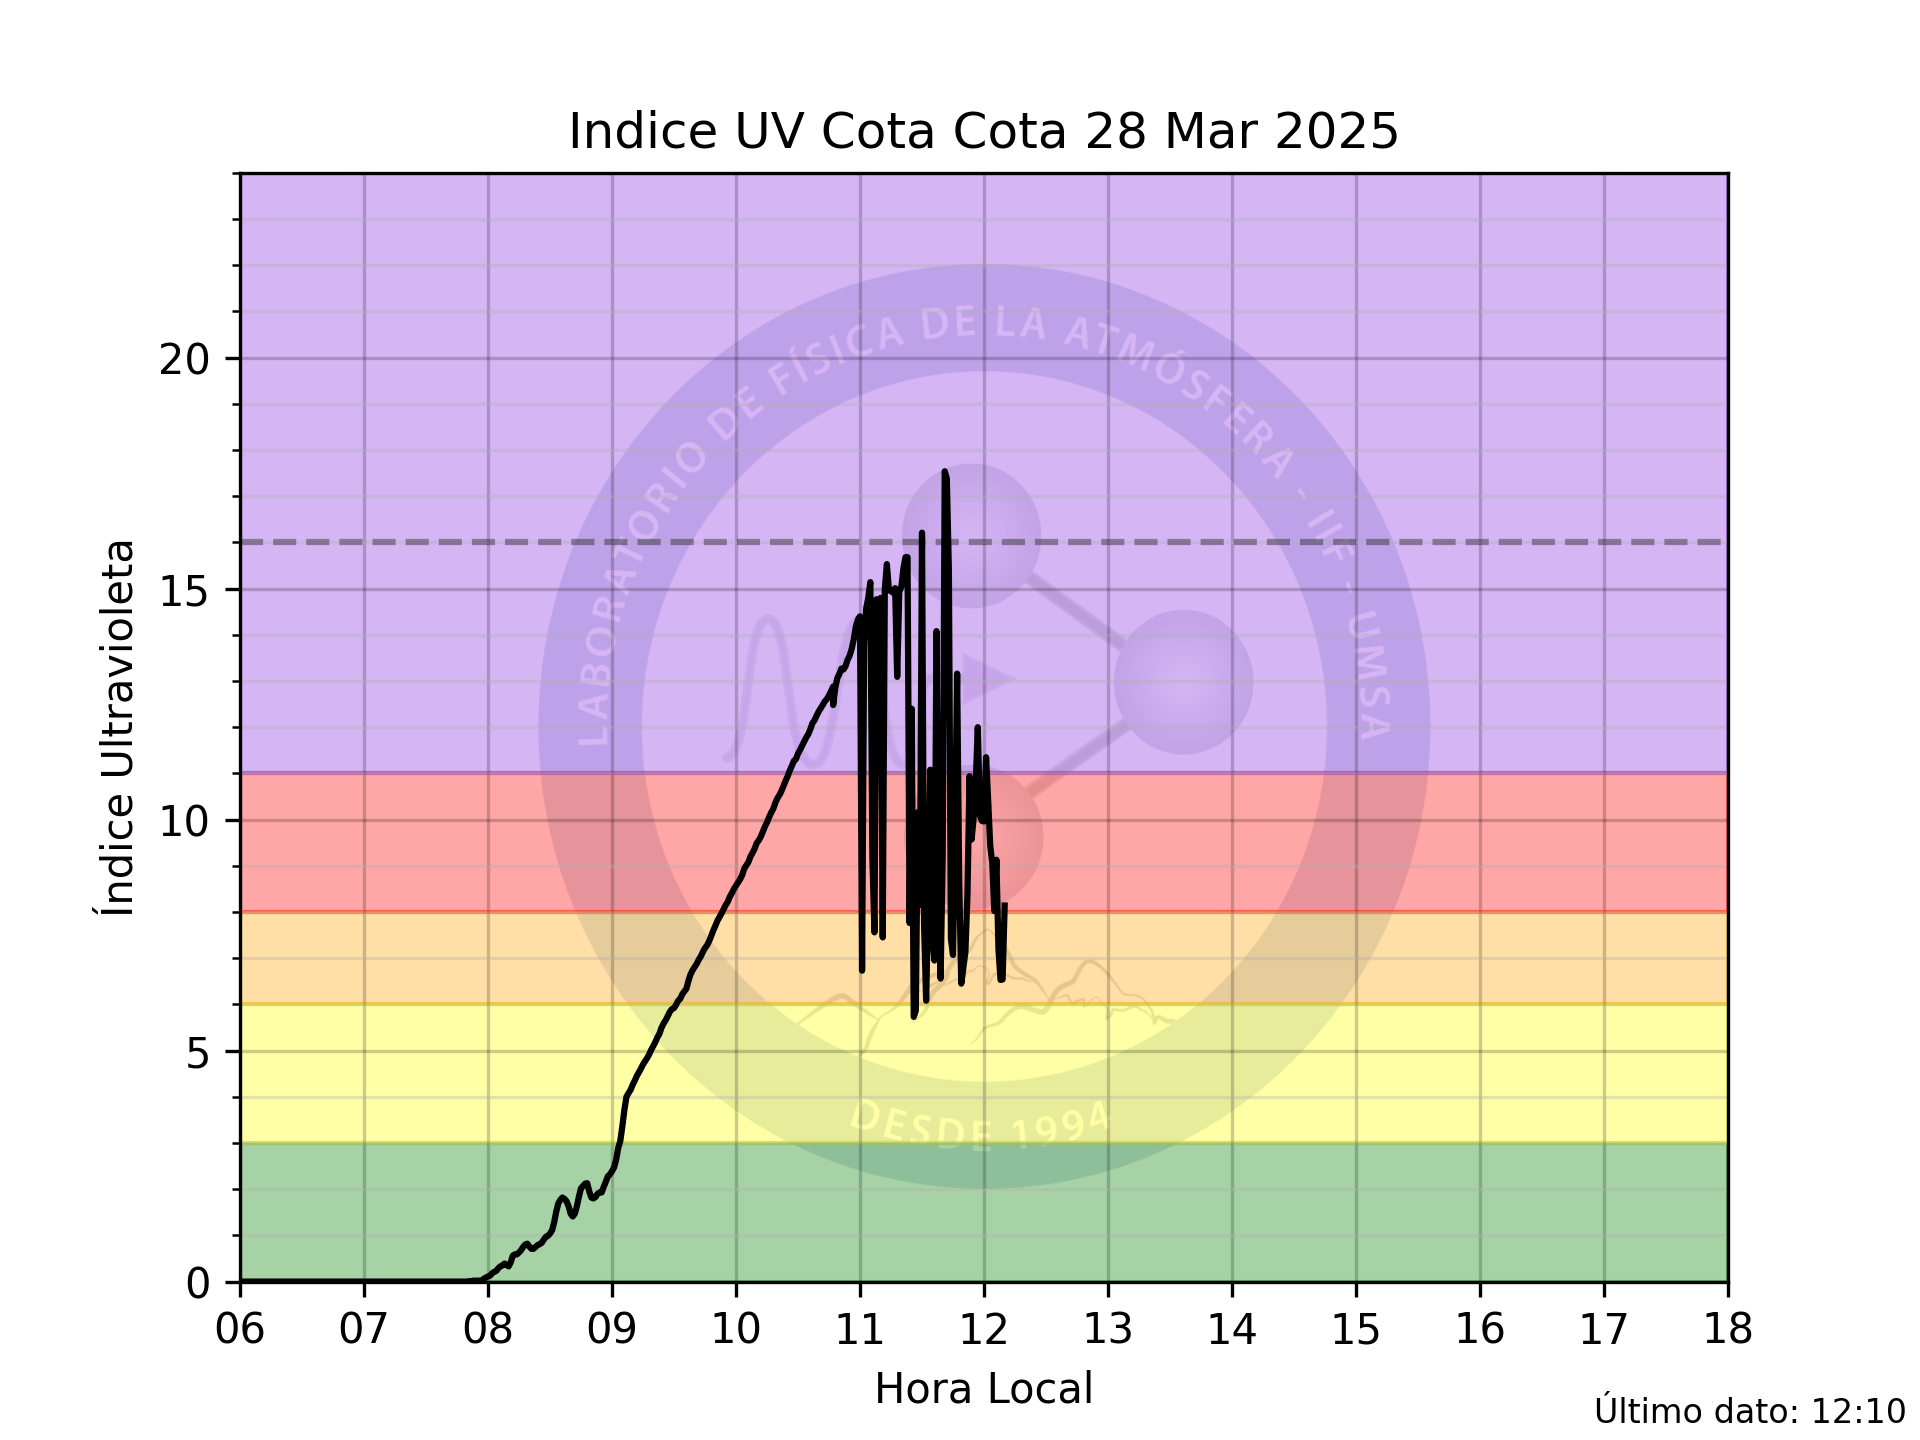 Indice UV Cota Cota 28 Mar 2025
LABORATORIO DE FÍSICA DE LA ATMÓSFERA - IIF - UMSA
DESDE 1994
Índice Ultravioleta
20
15
10
5
0
06 07 08 09 10 11 12 13 14 15 16 17 18
Hora Local
Último dato: 12:10